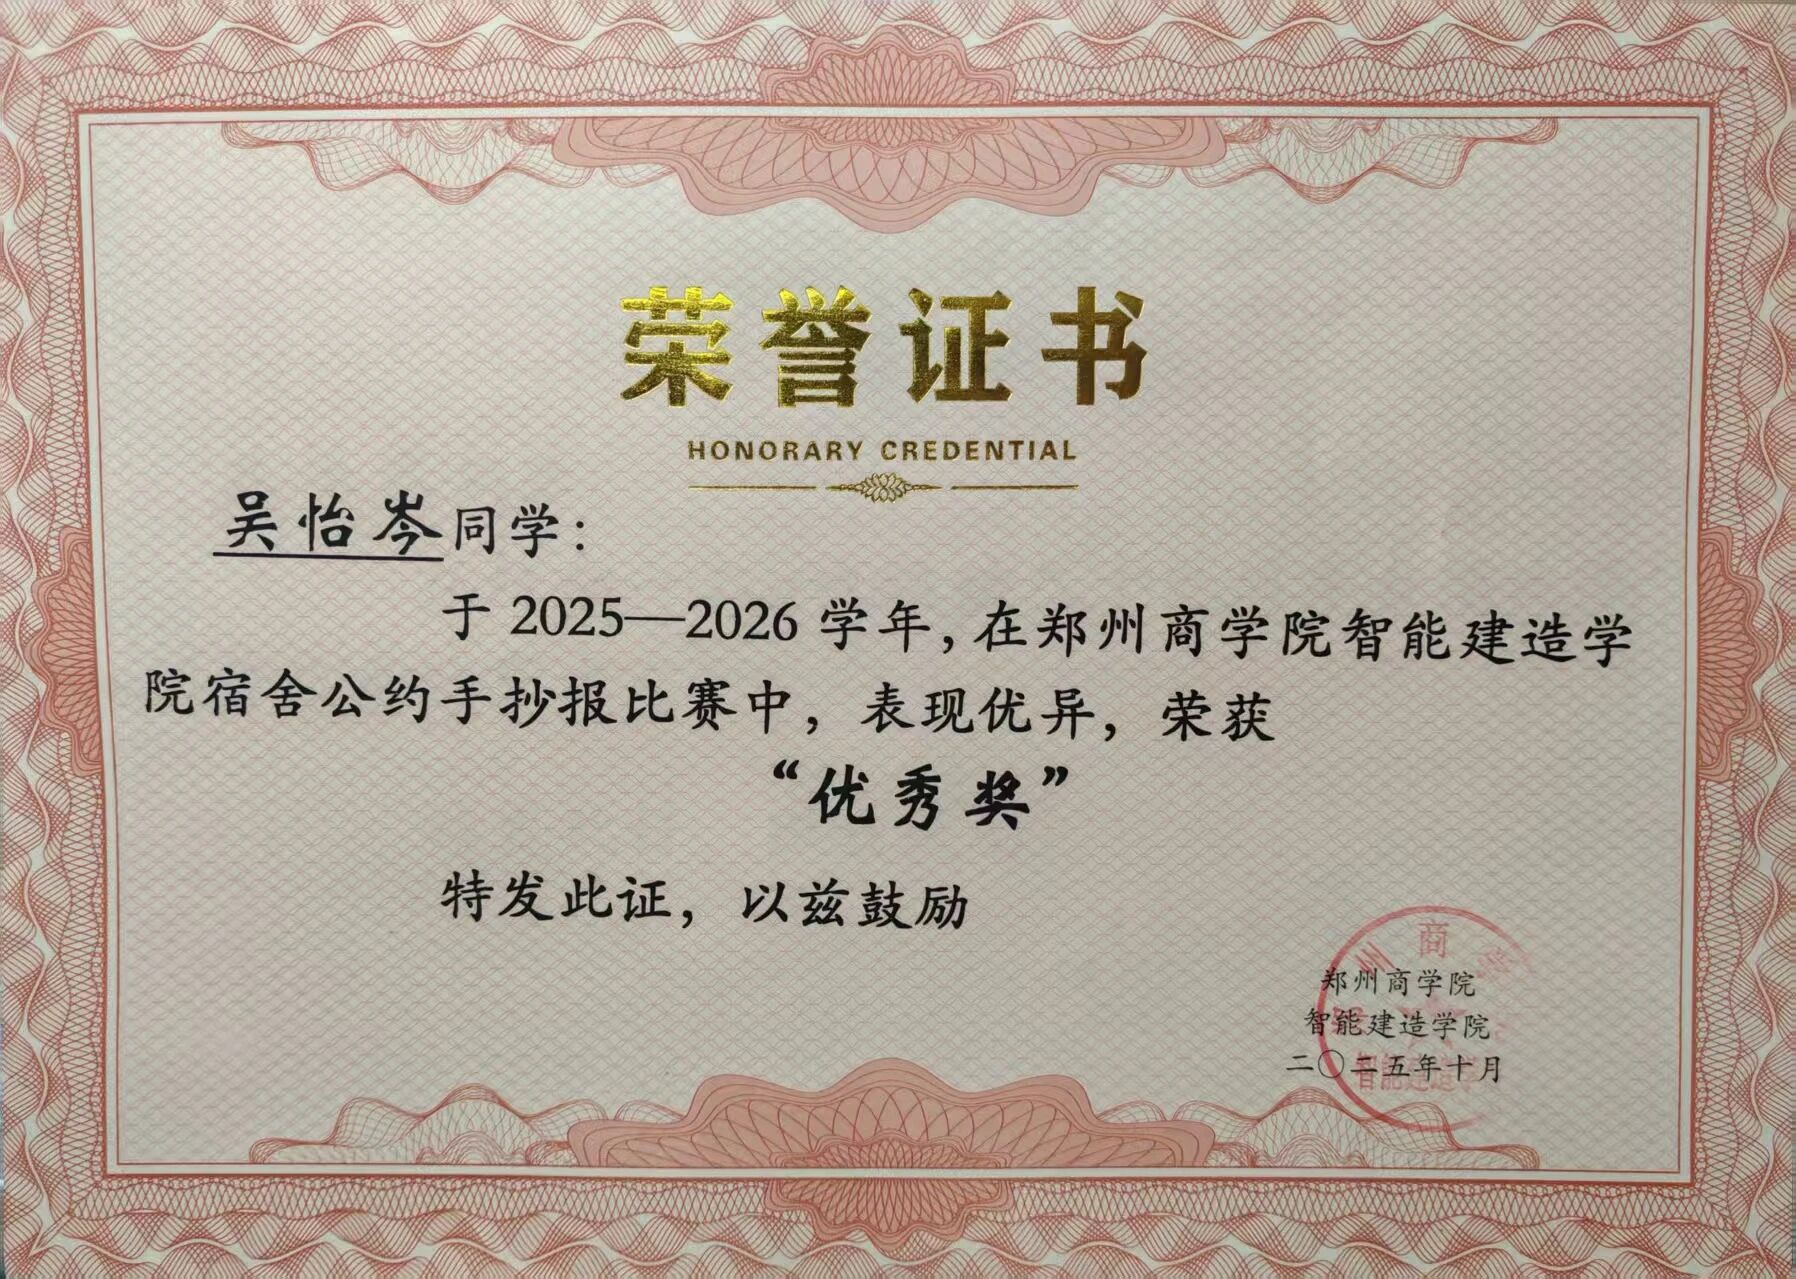 荣誉证书
HONORARY CREDENTIAL
吴怡岑同学：
于 2025—2026 学年，在郑州商学院智能建造学
院宿舍公约手抄报比赛中，表现优异，荣获
“优秀奖”
特发此证，以兹鼓励
郑州商学院
智能建造学院
二〇二五年十月